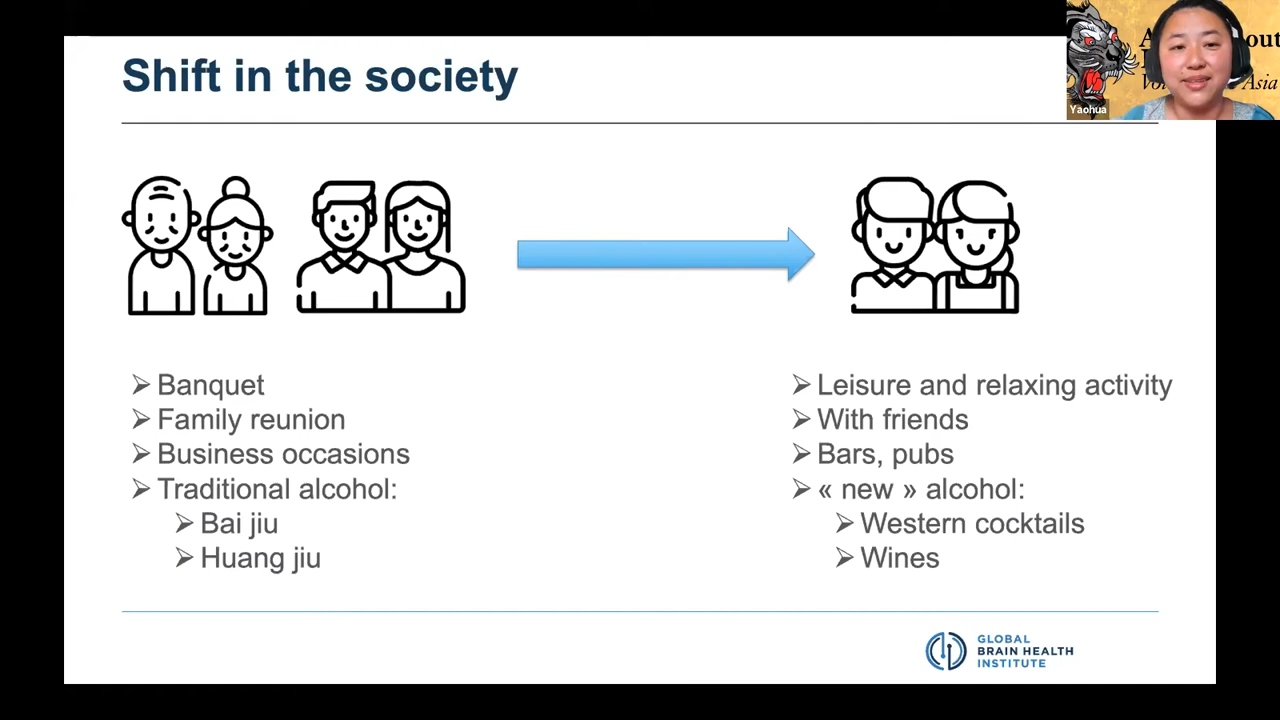 Shift in the society
Yaohua
Asia
➢ Banquet
➢ Family reunion
➢ Business occasions
➢ Traditional alcohol:
➢ Bai jiu
➢ Huang jiu
➢ Leisure and relaxing activity
➢ With friends
➢ Bars, pubs
➢ « new » alcohol:
➢ Western cocktails
➢ Wines
GLOBAL
BRAIN HEALTH
INSTITUTE